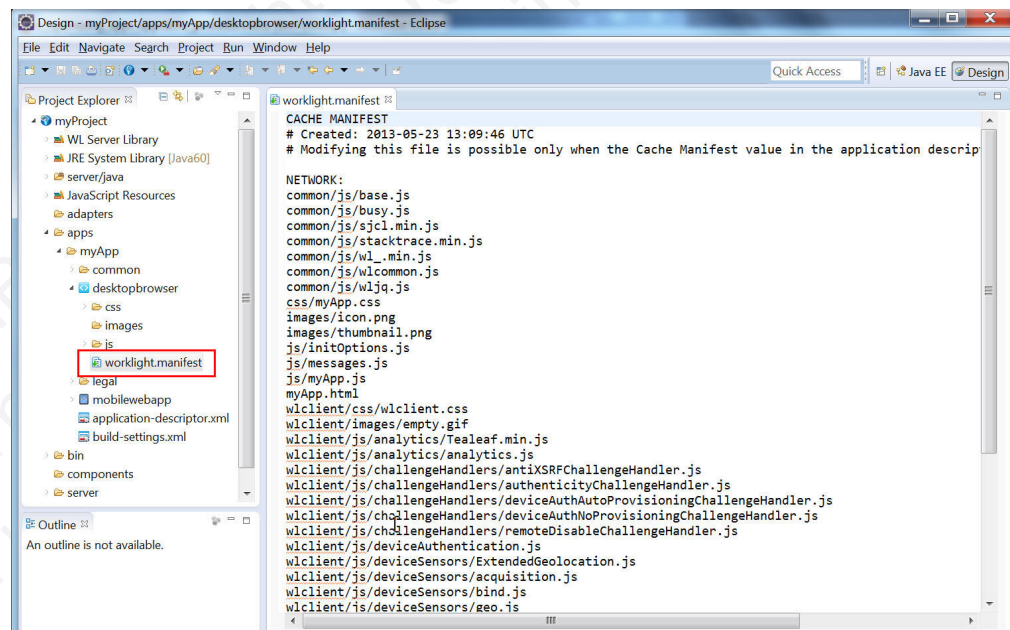 Design - myProject/apps/myApp/desktopbrowser/worklight.manifest - Eclipse
File Edit Navigate Search Project Run Window Help
Quick Access
Java EE
Design
Project Explorer
myProject
WL Server Library
JRE System Library [Java60]
server/java
JavaScript Resources
adapters
apps
myApp
common
desktopbrowser
css
images
js
worklight.manifest
legal
mobilewebapp
application-descriptor.xml
build-settings.xml
bin
components
server
Outline
An outline is not available.
worklight.manifest
CACHE MANIFEST
# Created: 2013-05-23 13:09:46 UTC
# Modifying this file is possible only when the Cache Manifest value in the application descrip
NETWORK:
common/js/base.js
common/js/busy.js
common/js/sjcl.min.js
common/js/stacktrace.min.js
common/js/wl_.min.js
common/js/wlcommon.js
common/js/wljq.js
css/myApp.css
images/icon.png
images/thumbnail.png
js/initOptions.js
js/messages.js
js/myApp.js
myApp.html
wlclient/css/wlclient.css
wlclient/images/empty.gif
wlclient/js/analytics/Tealeaf.min.js
wlclient/js/analytics/analytics.js
wlclient/js/challengeHandlers/antiXSRFChallengeHandler.js
wlclient/js/challengeHandlers/authenticityChallengeHandler.js
wlclient/js/challengeHandlers/deviceAuthAutoProvisioningChallengeHandler.js
wlclient/js/challengeHandlers/deviceAuthNoProvisioningChallengeHandler.js
wlclient/js/challengeHandlers/remoteDisableChallengeHandler.js
wlclient/js/deviceAuthentication.js
wlclient/js/deviceSensors/ExtendedGeolocation.js
wlclient/js/deviceSensors/acquisition.js
wlclient/js/deviceSensors/bind.js
wlclient/js/deviceSensors/geo.js